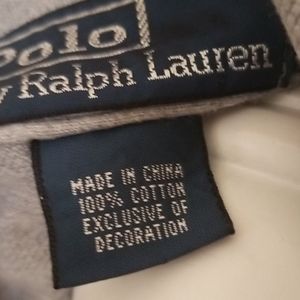 Polo
y Ralph Lauren
MADE IN CHINA
100% COTTON
EXCLUSIVE OF
DECORATION